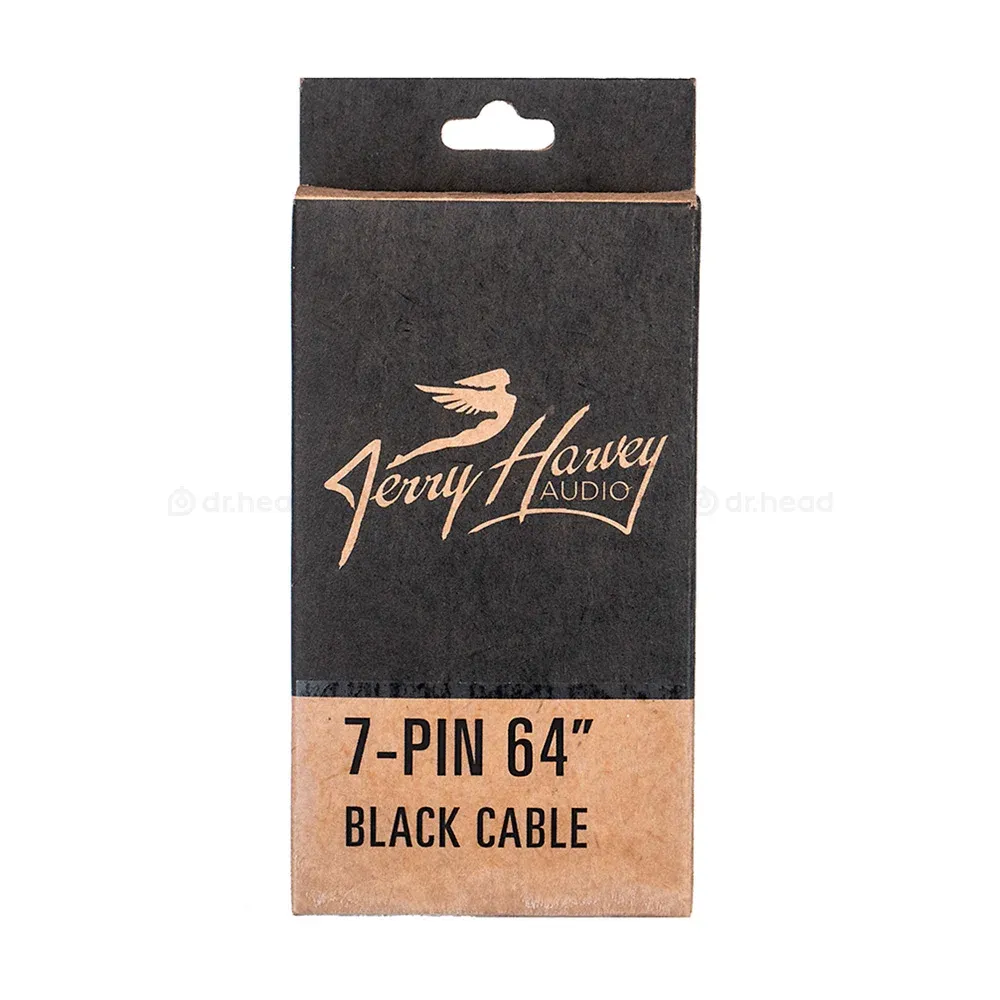 Jerry Harvey
AUDIO
dr.head
dr.head
7-PIN 64"
BLACK CABLE